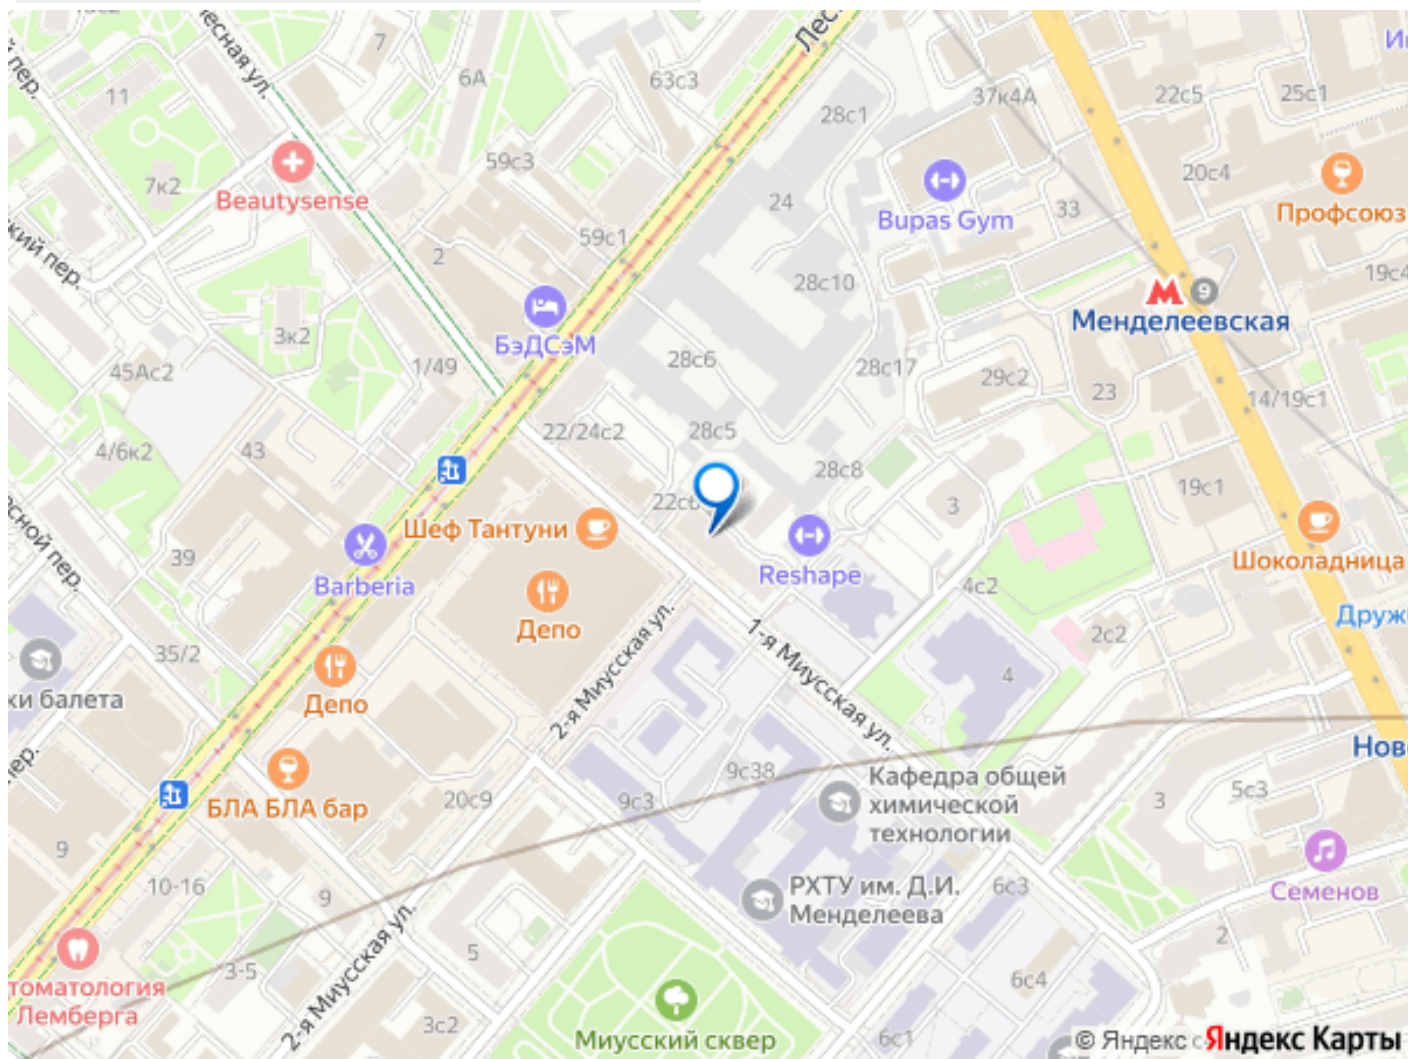 7
6А
63с3
11
28с1
37к4А
22с5
25с1
59с3
7к2
Beautysense
24
Bupas Gym
33
20с4
Профсоюз
59с1
2
28с10
19с4
9
Менделеевская
БэДСэМ
3к2
45Ас2
1/49
28с6
28с17
29с2
23
14/19с1
4/6к2
43
22/24с2
28с5
28с8
3
19с1
Шеф Тантуни
39
Barberia
Reshape
Шоколадница
4с2
Депо
2с2
35/2
2-я Миусская ул.
1-я Миусская ул.
4
ки балета
Депо
Нов
9с38
Кафедра общей
химической
технологии
5с3
3
БЛА БЛА бар
20с9
9с3
9
10-16
9
РХТУ им. Д.И.
Менделеева
6с3
Семенов
2
5
3-5
2-я Миусская ул.
6с4
томатология
Лемберга
3с2
Миусский сквер
6с1
© Яндекс
Яндекс Карты